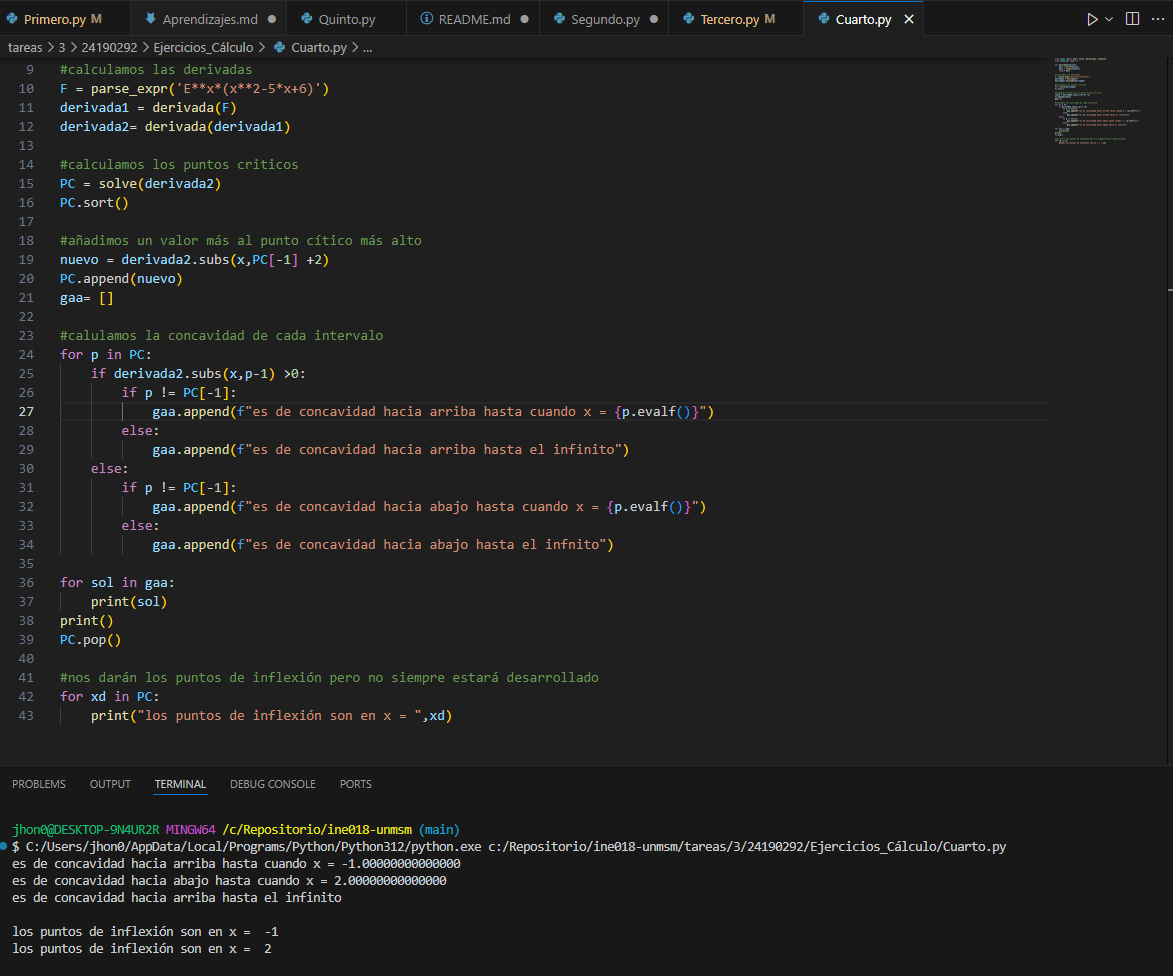 Primero.py M
Aprendizajes.md
Quinto.py
README.md
Segundo.py
Tercero.py M
Cuarto.py
tareas > 3 > 24190292 > Ejercicios_Cálculo > Cuarto.py > ...
9 #calculamos las derivadas
10 F = parse_expr('E**x*(x**2-5*x+6)')
11 derivada1 = derivada(F)
12 derivada2= derivada(derivada1)
13
14 #calculamos los puntos criticos
15 PC = solve(derivada2)
16 PC.sort()
17
18 #añadimos un valor más al punto cítico más alto
19 nuevo = derivada2.subs(x,PC[-1] +2)
20 PC.append(nuevo)
21 gaa= []
22
23 #calulamos la concavidad de cada intervalo
24 for p in PC:
25     if derivada2.subs(x,p-1) >0:
26         if p != PC[-1]:
27             gaa.append(f"es de concavidad hacia arriba hasta cuando x = {p.evalf()}")
28         else:
29             gaa.append(f"es de concavidad hacia arriba hasta el infinito")
30     else:
31         if p != PC[-1]:
32             gaa.append(f"es de concavidad hacia abajo hasta cuando x = {p.evalf()}")
33         else:
34             gaa.append(f"es de concavidad hacia abajo hasta el infnito")
35
36 for sol in gaa:
37     print(sol)
38 print()
39 PC.pop()
40
41 #nos darán los puntos de inflexión pero no siempre estará desarrollado
42 for xd in PC:
43     print("los puntos de inflexión son en x = ",xd)
PROBLEMS OUTPUT TERMINAL DEBUG CONSOLE PORTS
jhon0@DESKTOP-9N4UR2R MINGW64 /c/Repositorio/ine018-unmsm (main)
$ C:/Users/jhon0/AppData/Local/Programs/Python/Python312/python.exe c:/Repositorio/ine018-unmsm/tareas/3/24190292/Ejercicios_Cálculo/Cuarto.py
es de concavidad hacia arriba hasta cuando x = -1.00000000000000
es de concavidad hacia abajo hasta cuando x = 2.00000000000000
es de concavidad hacia arriba hasta el infinito

los puntos de inflexión son en x =  -1
los puntos de inflexión son en x =  2